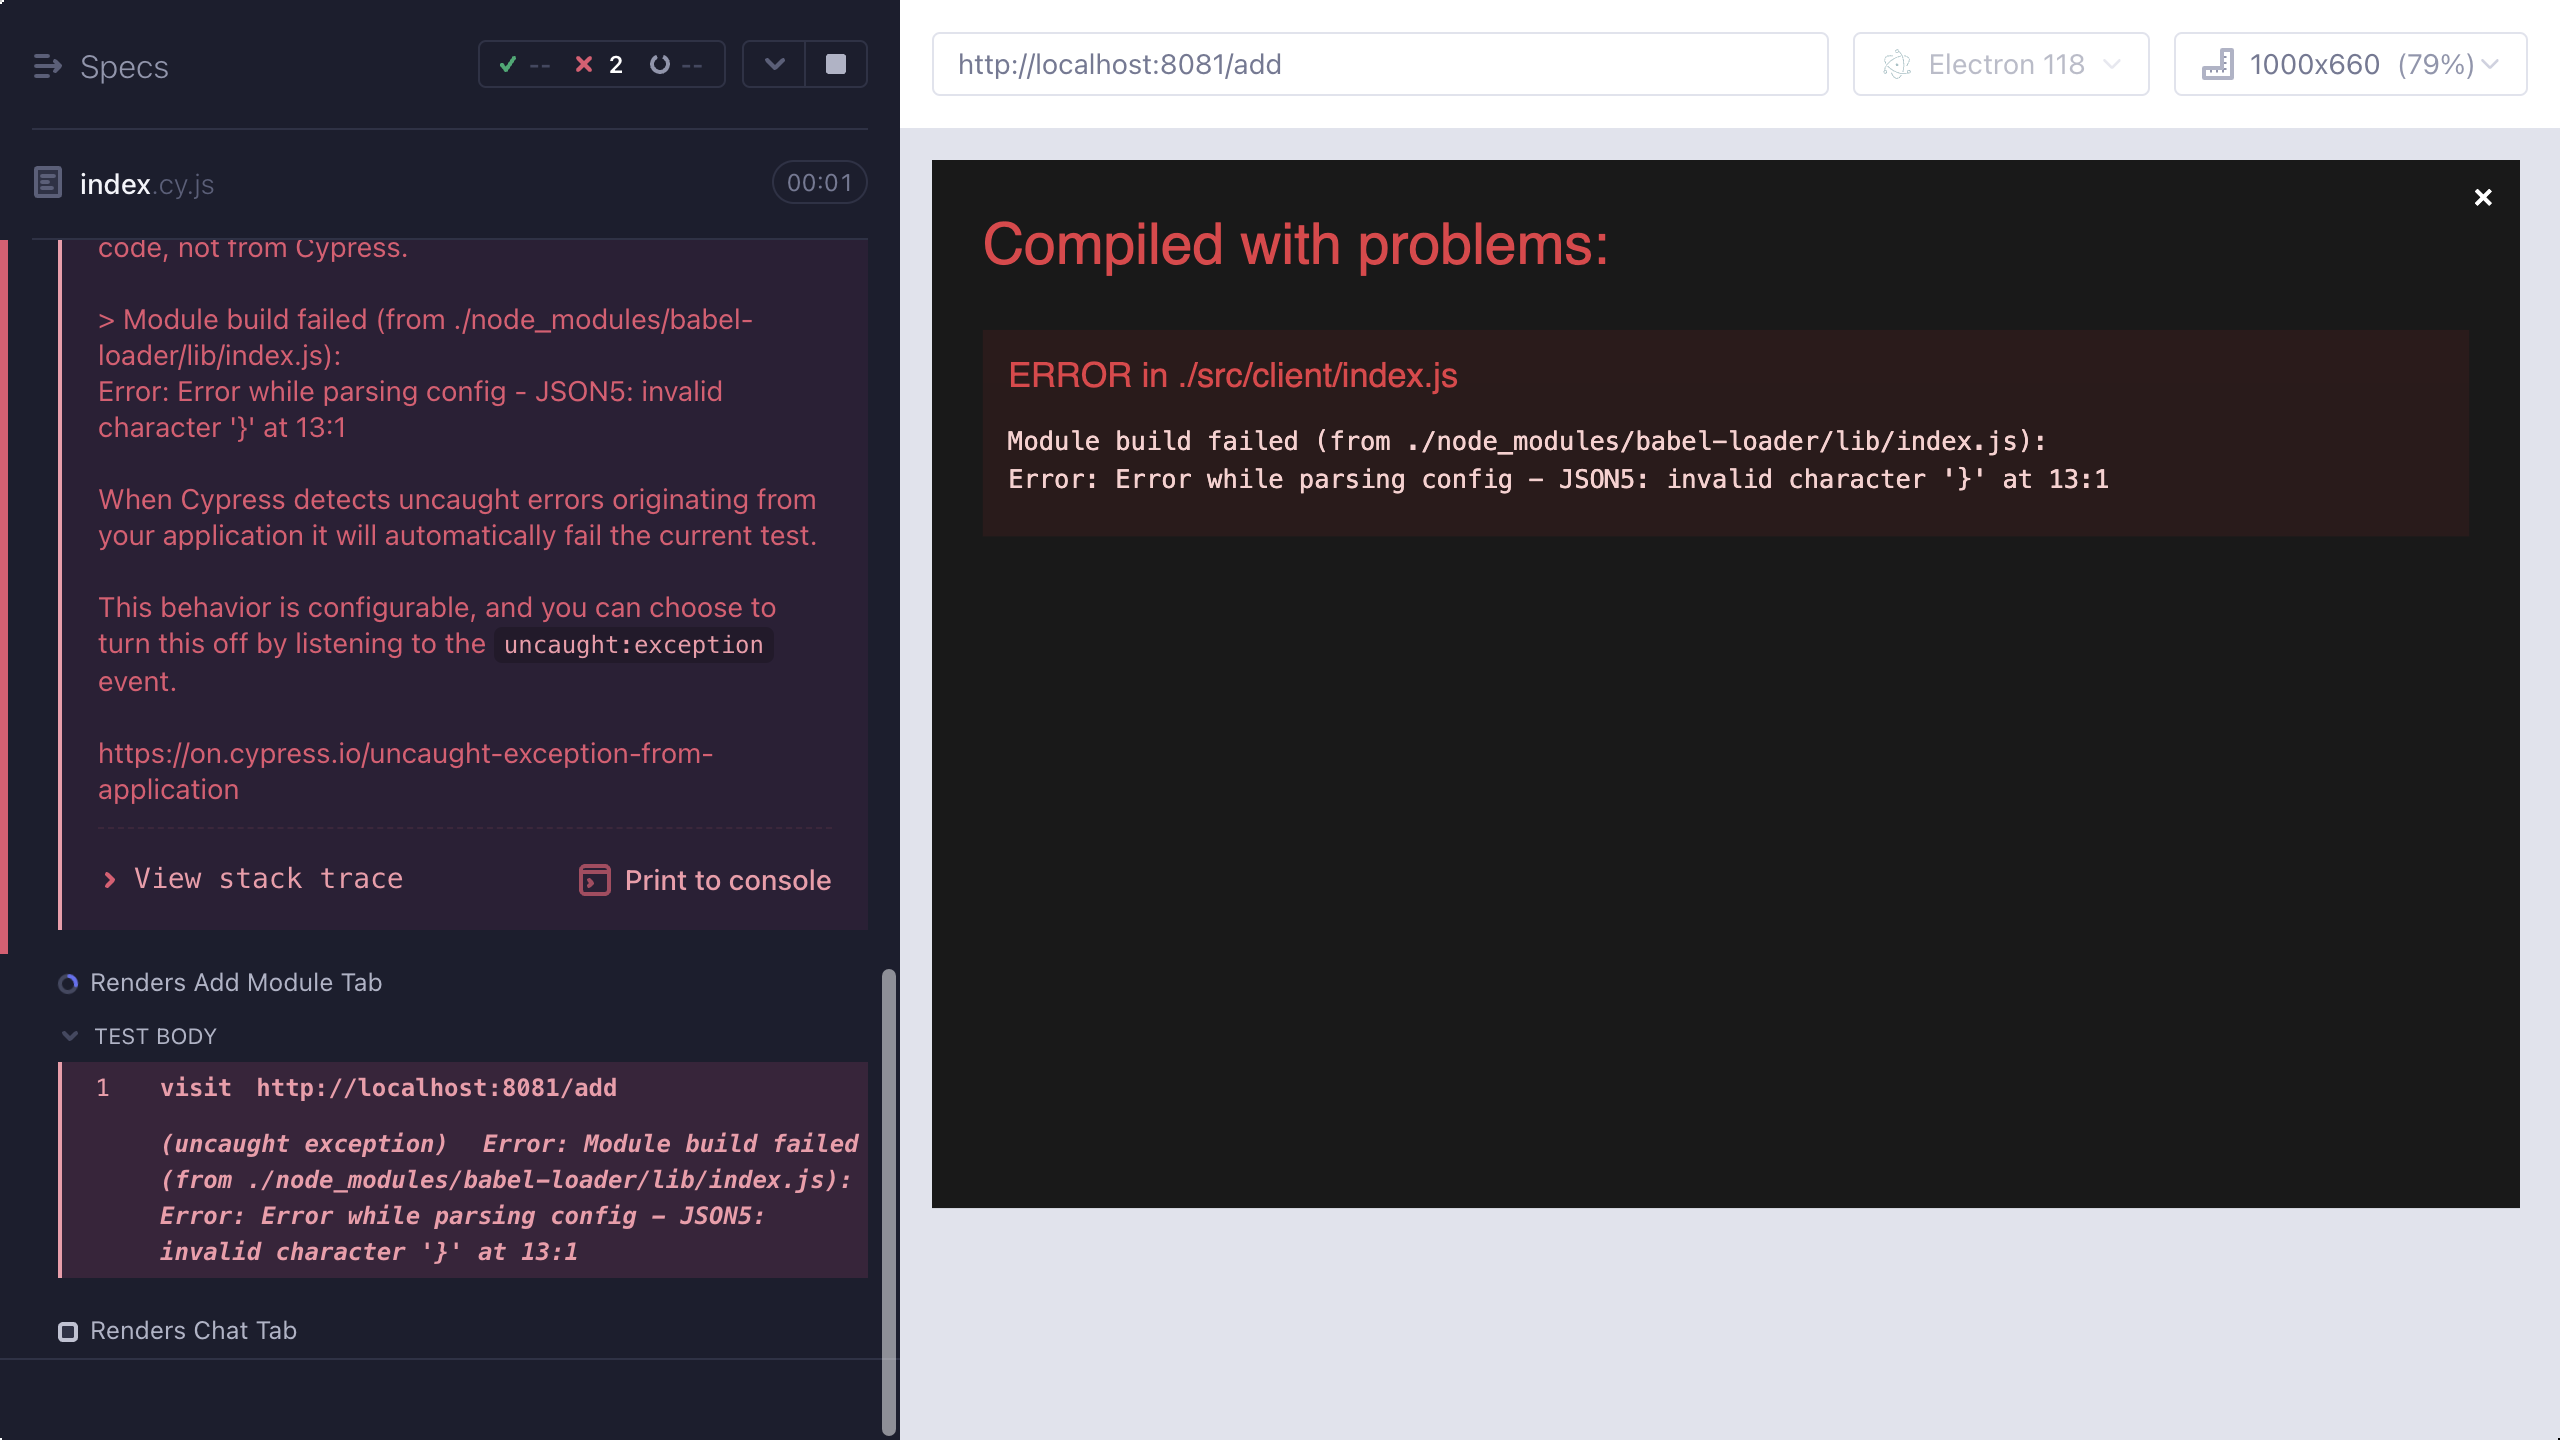 Specs
-- 2 --
index.cy.js
00:01
code, not from Cypress.
> Module build failed (from ./node_modules/babel-
loader/lib/index.js):
Error: Error while parsing config - JSON5: invalid
character '}' at 13:1
When Cypress detects uncaught errors originating from
your application it will automatically fail the current test.
This behavior is configurable, and you can choose to
turn this off by listening to the uncaught:exception
event.
https://on.cypress.io/uncaught-exception-from-
application
View stack trace
Print to console
Renders Add Module Tab
TEST BODY
1 visit http://localhost:8081/add
(uncaught exception) Error: Module build failed
(from ./node_modules/babel-loader/lib/index.js):
Error: Error while parsing config - JSON5:
invalid character '}' at 13:1
Renders Chat Tab
http://localhost:8081/add
Electron 118
1000x660 (79%)
Compiled with problems:
ERROR in ./src/client/index.js
Module build failed (from ./node_modules/babel-loader/lib/index.js):
Error: Error while parsing config - JSON5: invalid character '}' at 13:1